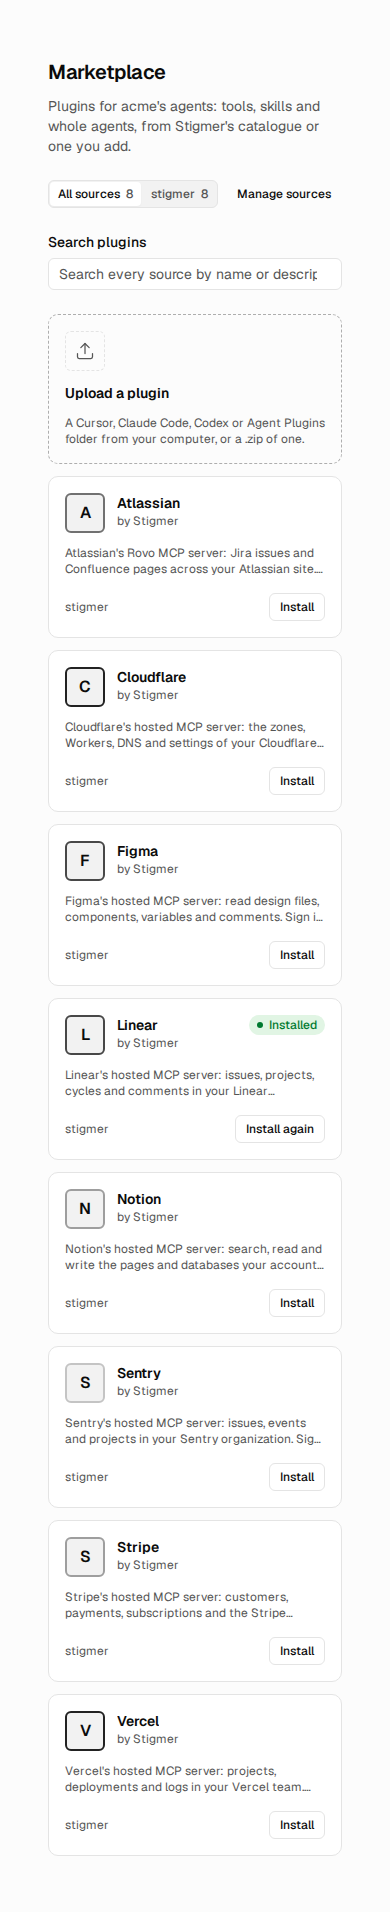 Marketplace
Plugins for acme's agents: tools, skills and
whole agents, from Stigmer's catalogue or
one you add.
All sources 8 stigmer 8 Manage sources
Search plugins
Search every source by name or descrip
Upload a plugin
A Cursor, Claude Code, Codex or Agent Plugins
folder from your computer, or a .zip of one.
A
Atlassian
by Stigmer
Atlassian's Rovo MCP server: Jira issues and
Confluence pages across your Atlassian site....
stigmer
Install
C
Cloudflare
by Stigmer
Cloudflare's hosted MCP server: the zones,
Workers, DNS and settings of your Cloudflare...
stigmer
Install
F
Figma
by Stigmer
Figma's hosted MCP server: read design files,
components, variables and comments. Sign i...
stigmer
Install
L
Linear
Installed
by Stigmer
Linear's hosted MCP server: issues, projects,
cycles and comments in your Linear...
stigmer
Install again
N
Notion
by Stigmer
Notion's hosted MCP server: search, read and
write the pages and databases your account...
stigmer
Install
S
Sentry
by Stigmer
Sentry's hosted MCP server: issues, events
and projects in your Sentry organization. Sig...
stigmer
Install
S
Stripe
by Stigmer
Stripe's hosted MCP server: customers,
payments, subscriptions and the Stripe...
stigmer
Install
V
Vercel
by Stigmer
Vercel's hosted MCP server: projects,
deployments and logs in your Vercel team....
stigmer
Install